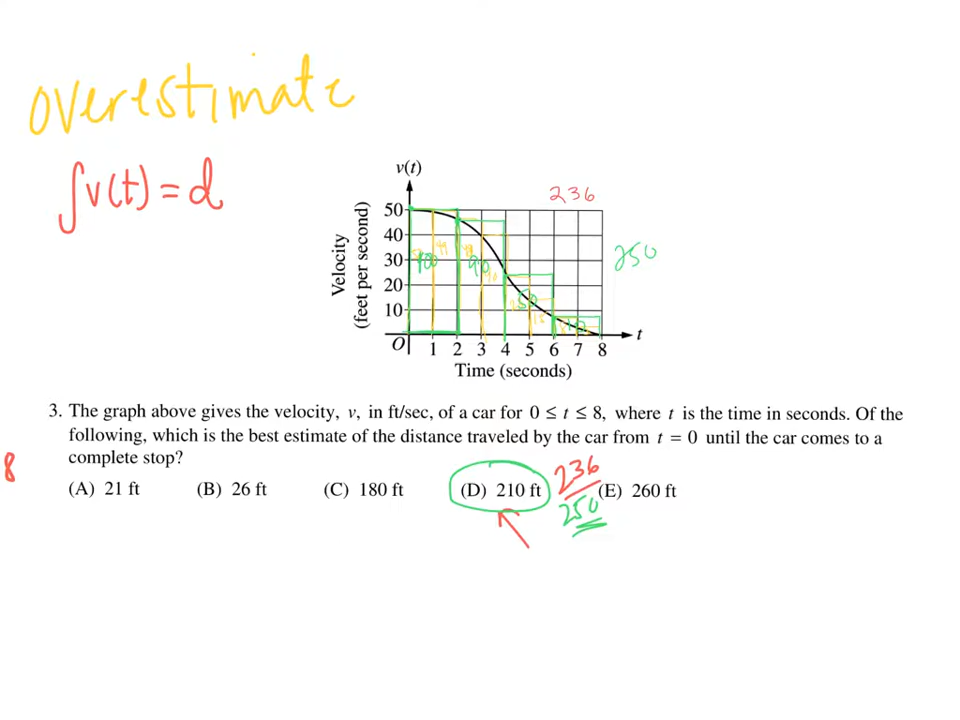 overestimate
∫v(t) = d
v(t)
236
50
40
30
20
10
O
Velocity
(feet per second)
100
90
50
250
1 2 3 4 5 6 7 8
t
Time (seconds)
3. The graph above gives the velocity, v, in ft/sec, of a car for 0 ≤ t ≤ 8, where t is the time in seconds. Of the
following, which is the best estimate of the distance traveled by the car from t = 0 until the car comes to a
complete stop?
8
(A) 21 ft (B) 26 ft (C) 180 ft (D) 210 ft (E) 260 ft
236
250